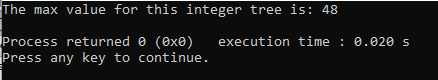 The max value for this integer tree is: 48
Process returned 0 (0x0)   execution time : 0.020 s
Press any key to continue.